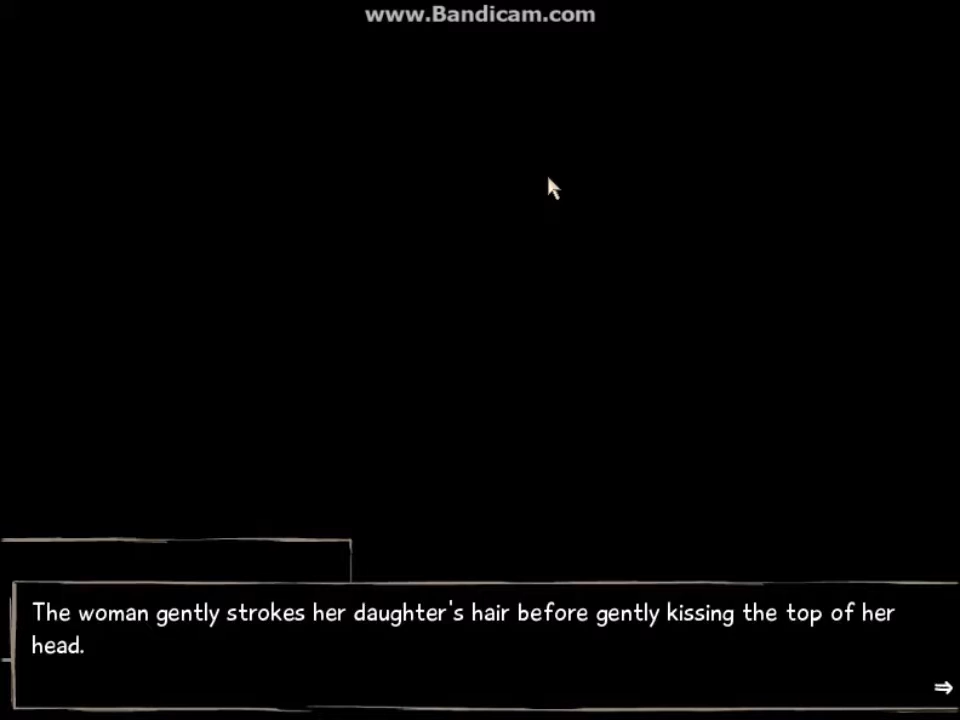 www.Bandicam.com
The woman gently strokes her daughter's hair before gently kissing the top of her
head.